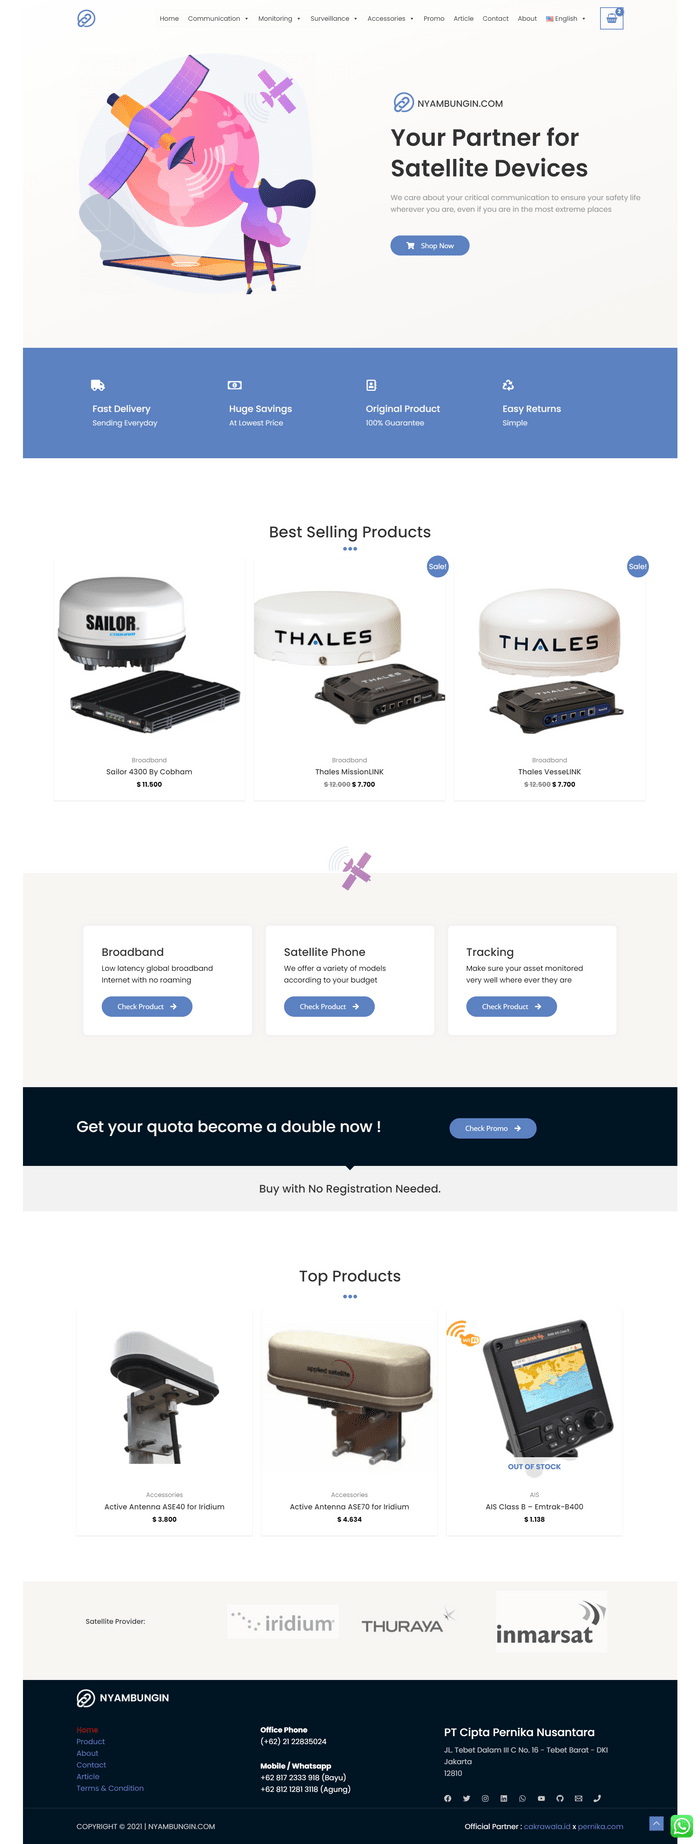 Home Communication Monitoring Surveillance Accessories Promo Article Contact About English 2
NYAMBUNGIN.COM
Your Partner for
Satellite Devices
We care about your critical communication to ensure your safety life
wherever you are, even if you are in the most extreme places
Shop Now
Fast Delivery
Sending Everyday
Huge Savings
At Lowest Price
Original Product
100% Guarantee
Easy Returns
Simple
Best Selling Products
SAILOR
COBHAM
Broadband
Sailor 4300 By Cobham
$ 11.500
Sale!
THALES
THALES
Broadband
Thales MissionLINK
$ 12.000 $ 7.700
Sale!
THALES
THALES
Broadband
Thales VesseLINK
$ 12.500 $ 7.700
Broadband
Low latency global broadband
Internet with no roaming
Check Product
Satellite Phone
We offer a variety of models
according to your budget
Check Product
Tracking
Make sure your asset monitored
very well where ever they are
Check Product
Get your quota become a double now !
Check Promo
Buy with No Registration Needed.
Top Products
Accessories
Active Antenna ASE40 for Iridium
$ 3.800
applied satellite
Accessories
Active Antenna ASE70 for Iridium
$ 4.634
OUT OF STOCK
AIS
AIS Class B – Emtrak-B400
$ 1.138
Satellite Provider:
iridium
THURAYA
inmarsat
NYAMBUNGIN
Home
Product
About
Contact
Article
Terms & Condition
Office Phone
(+62) 21 22835024
Mobile / Whatsapp
+62 817 2333 918 (Bayu)
+62 812 1281 3118 (Agung)
PT Cipta Pernika Nusantara
JL. Tebet Dalam III C No. 16 - Tebet Barat - DKI
Jakarta
12810
COPYRIGHT © 2021 | NYAMBUNGIN.COM
Official Partner : cakrawala.id x pernika.com